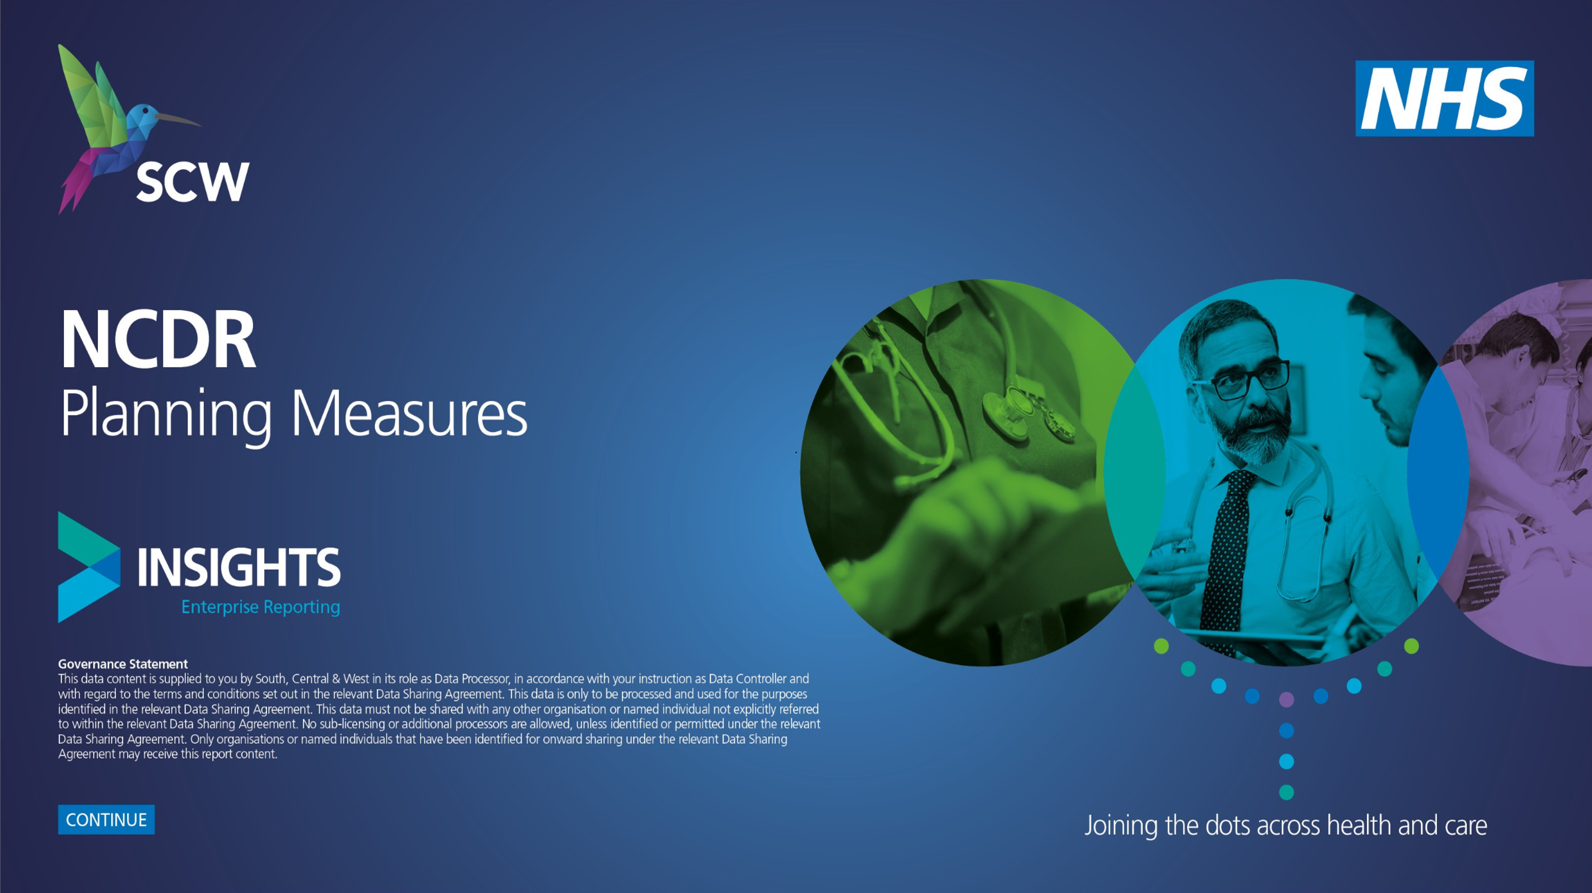 SCW
NHS
NCDR
Planning Measures
INSIGHTS
Enterprise Reporting
Governance Statement
This data content is supplied to you by South, Central & West in its role as Data Processor, in accordance with your instruction as Data Controller and
with regard to the terms and conditions set out in the relevant Data Sharing Agreement. This data is only to be processed and used for the purposes
identified in the relevant Data Sharing Agreement. This data must not be shared with any other organisation or named individual not explicitly referred
to within the relevant Data Sharing Agreement. No sub-licensing or additional processors are allowed, unless identified or permitted under the relevant
Data Sharing Agreement. Only organisations or named individuals that have been identified for onward sharing under the relevant Data Sharing
Agreement may receive this report content.
CONTINUE
Joining the dots across health and care